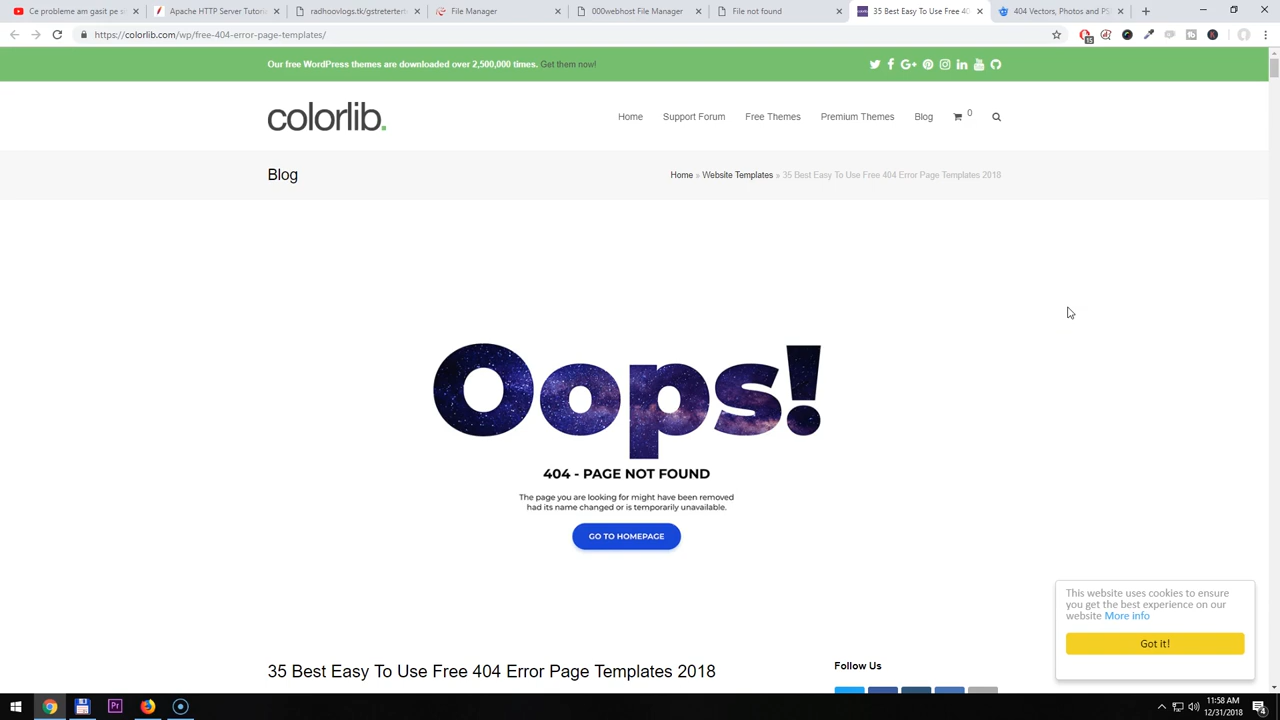 Ce probleme am gasit pe si
Apache HTTP Server Tutori
radhoovlogs.tk/gstreterter
File Manager
000webhost File Manager
File not found
35 Best Easy To Use Free 40
404 Vectors, Photos and PS
https://colorlib.com/wp/free-404-error-page-templates/
15
Our free WordPress themes are downloaded over 2,500,000 times. Get them now!
colorlib.
Home
Support Forum
Free Themes
Premium Themes
Blog
0
Blog
Home » Website Templates » 35 Best Easy To Use Free 404 Error Page Templates 2018
Oops!
404 - PAGE NOT FOUND
The page you are looking for might have been removed
had its name changed or is temporarily unavailable.
GO TO HOMEPAGE
This website uses cookies to ensure
you get the best experience on our
website More info
Got it!
35 Best Easy To Use Free 404 Error Page Templates 2018
Follow Us
Pr
11:58 AM
12/31/2018
4